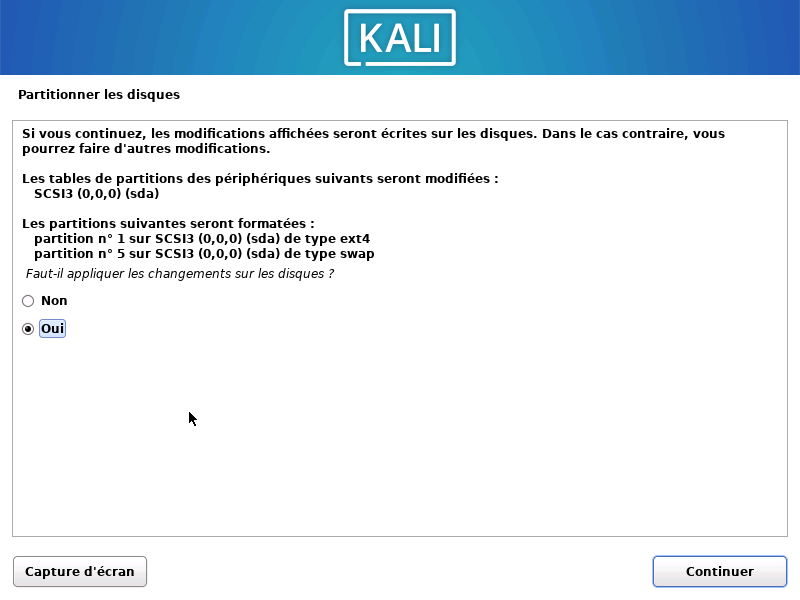 KALI
Partitionner les disques
Si vous continuez, les modifications affichées seront écrites sur les disques. Dans le cas contraire, vous
pourrez faire d'autres modifications.
Les tables de partitions des périphériques suivants seront modifiées :
SCSI3 (0,0,0) (sda)
Les partitions suivantes seront formatées :
partition n° 1 sur SCSI3 (0,0,0) (sda) de type ext4
partition n° 5 sur SCSI3 (0,0,0) (sda) de type swap
Faut-il appliquer les changements sur les disques ?
Non
Oui
Capture d'écran
Continuer